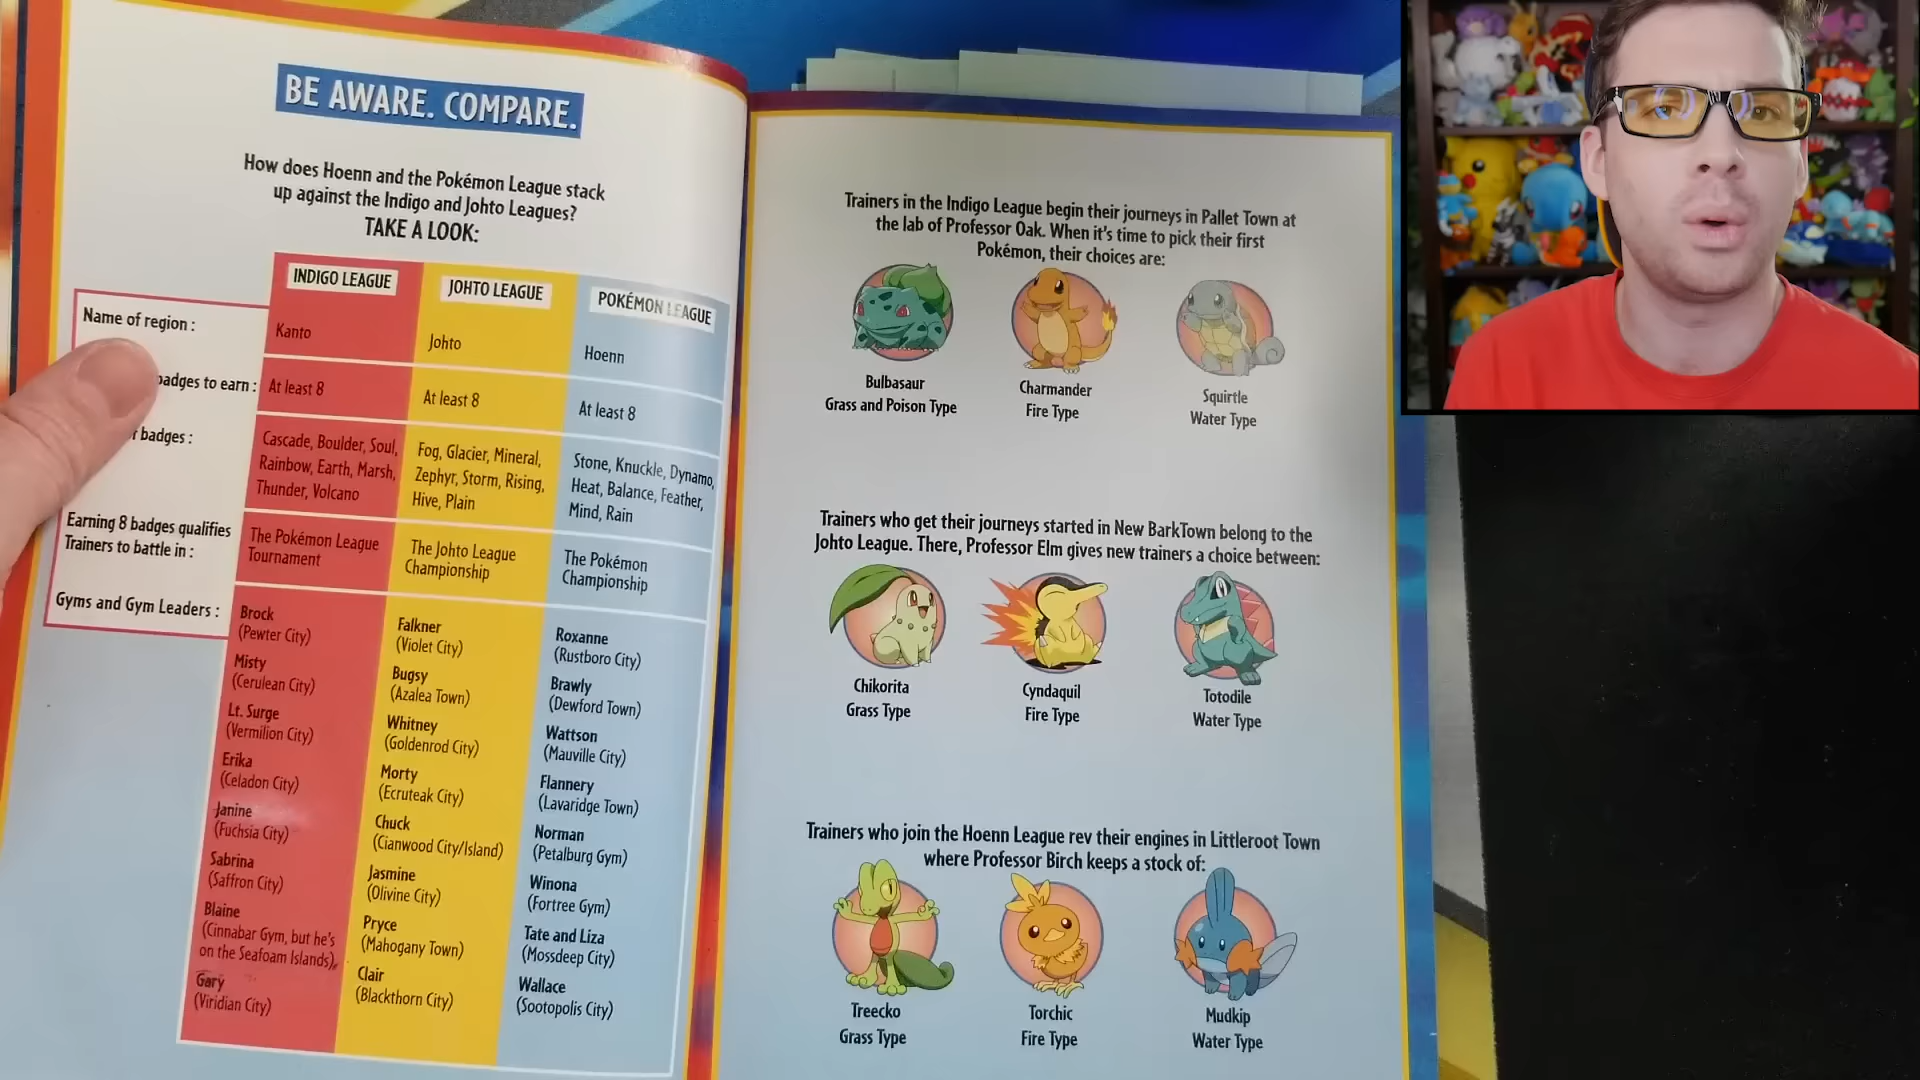 BE AWARE. COMPARE.
How does Hoenn and the Pokémon League stack
up against the Indigo and Johto Leagues?
TAKE A LOOK:
INDIGO LEAGUE
JOHTO LEAGUE
POKÉMON LEAGUE
Name of region :
Kanto
Johto
Hoenn
badges to earn :
At least 8
At least 8
At least 8
badges :
Cascade, Boulder, Soul,
Rainbow, Earth, Marsh,
Thunder, Volcano
Fog, Glacier, Mineral,
Zephyr, Storm, Rising,
Hive, Plain
Stone, Knuckle, Dynamo,
Heat, Balance, Feather,
Mind, Rain
Earning 8 badges qualifies
Trainers to battle in :
The Pokémon League
Tournament
The Johto League
Championship
The Pokémon
Championship
Gyms and Gym Leaders :
Brock
(Pewter City)
Misty
(Cerulean City)
Lt. Surge
(Vermilion City)
Erika
(Celadon City)
Janine
(Fuchsia City)
Sabrina
(Saffron City)
Blaine
(Cinnabar Gym, but he's
on the Seafoam Islands)
Gary
(Viridian City)
Falkner
(Violet City)
Bugsy
(Azalea Town)
Whitney
(Goldenrod City)
Morty
(Ecruteak City)
Chuck
(Cianwood City/Island)
Jasmine
(Olivine City)
Pryce
(Mahogany Town)
Clair
(Blackthorn City)
Roxanne
(Rustboro City)
Brawly
(Dewford Town)
Wattson
(Mauville City)
Flannery
(Lavaridge Town)
Norman
(Petalburg Gym)
Winona
(Fortree Gym)
Tate and Liza
(Mossdeep City)
Wallace
(Sootopolis City)
Trainers in the Indigo League begin their journeys in Pallet Town at
the lab of Professor Oak. When it's time to pick their first
Pokémon, their choices are:
Bulbasaur
Grass and Poison Type
Charmander
Fire Type
Squirtle
Water Type
Trainers who get their journeys started in New BarkTown belong to the
Johto League. There, Professor Elm gives new trainers a choice between:
Chikorita
Grass Type
Cyndaquil
Fire Type
Totodile
Water Type
Trainers who join the Hoenn League rev their engines in Littleroot Town
where Professor Birch keeps a stock of:
Treecko
Grass Type
Torchic
Fire Type
Mudkip
Water Type